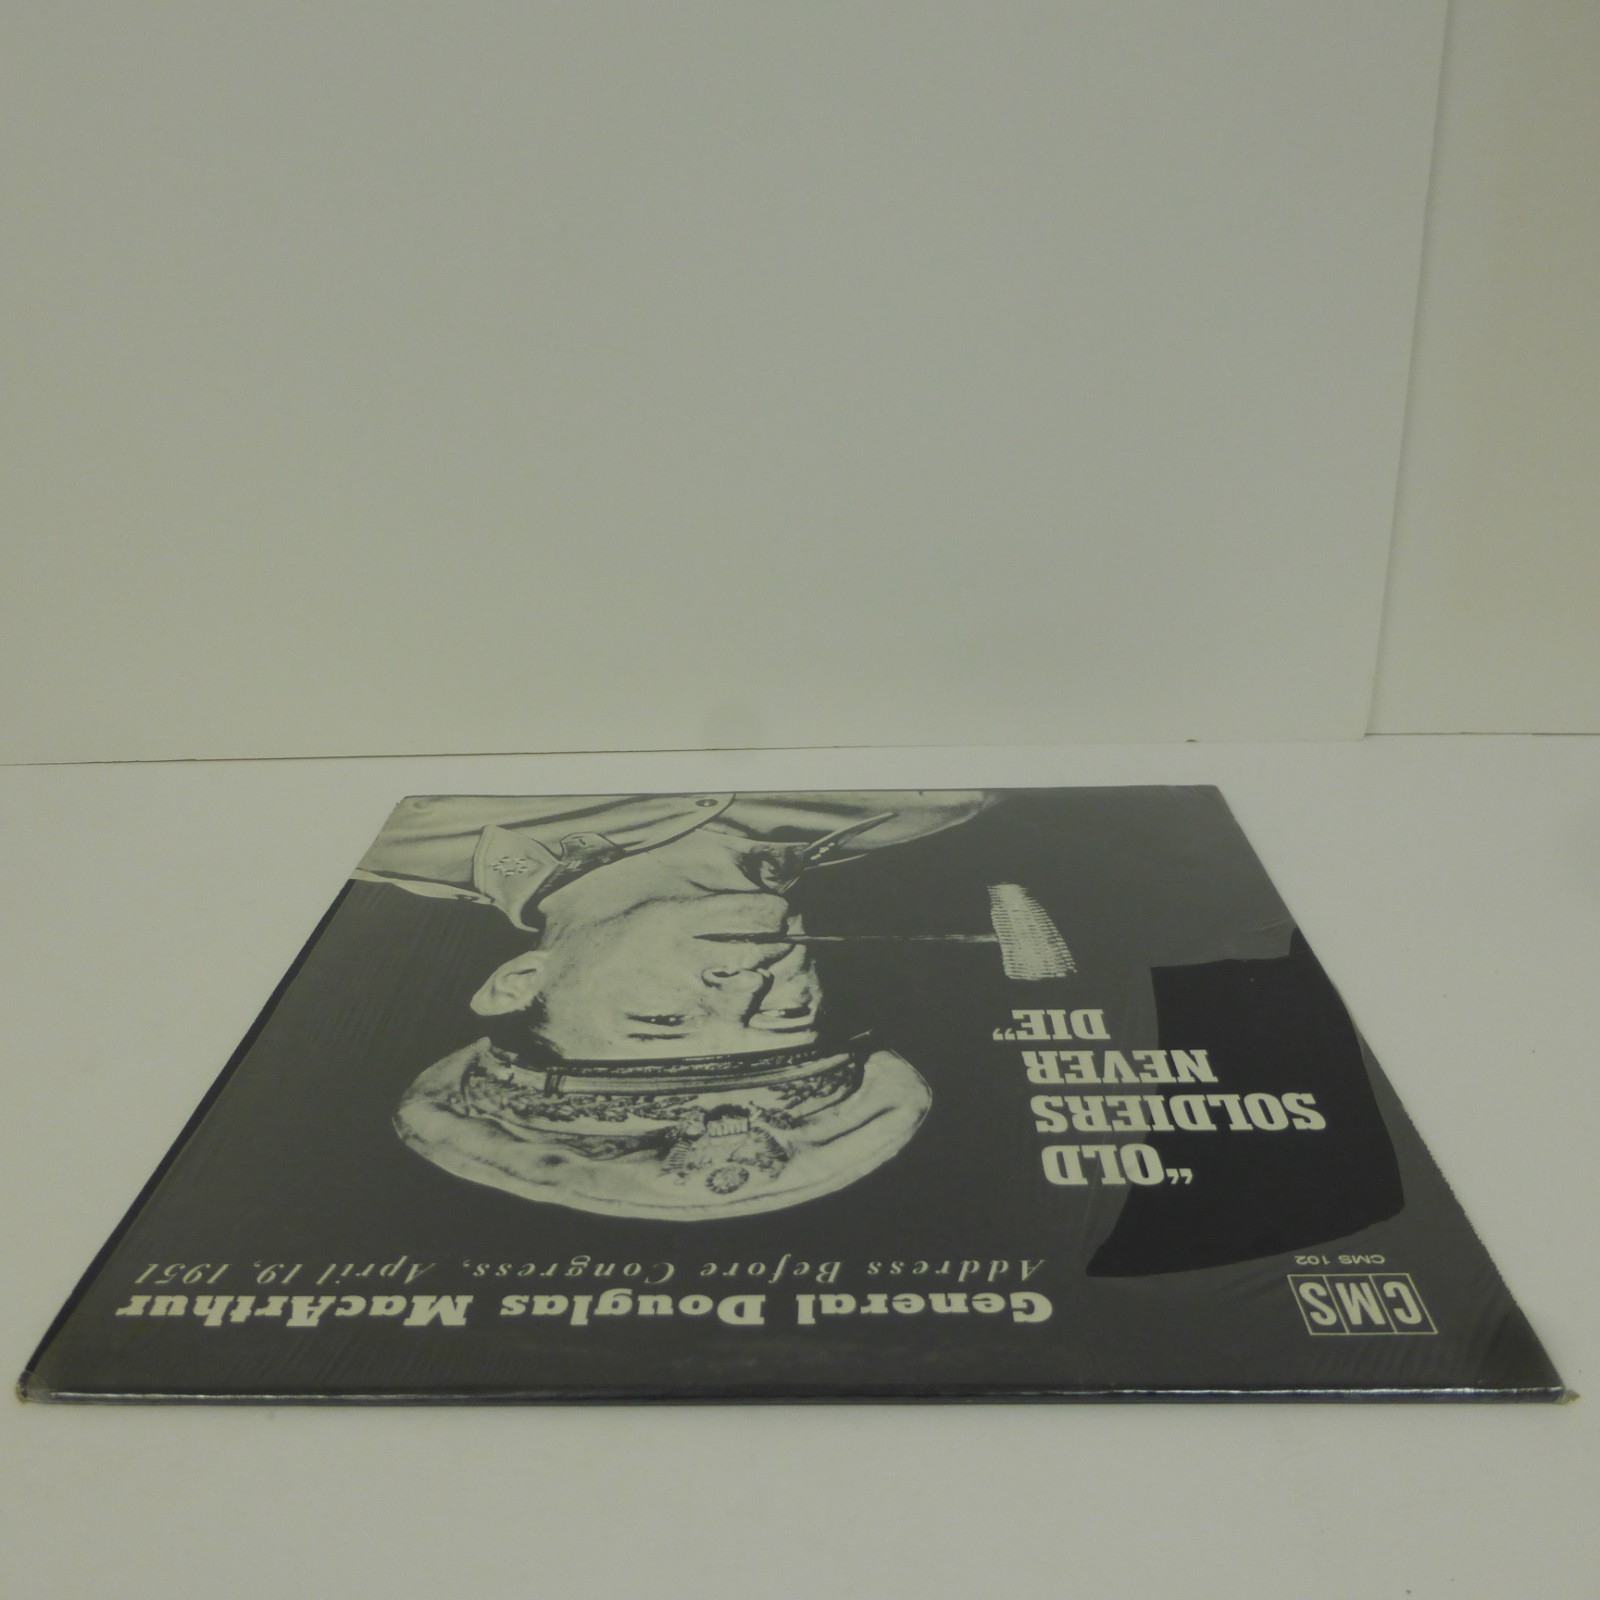 CMS
CMS 102
General Douglas MacArthur
Address Before Congress, April 19, 1951
"OLD
SOLDIERS
NEVER
DIE"